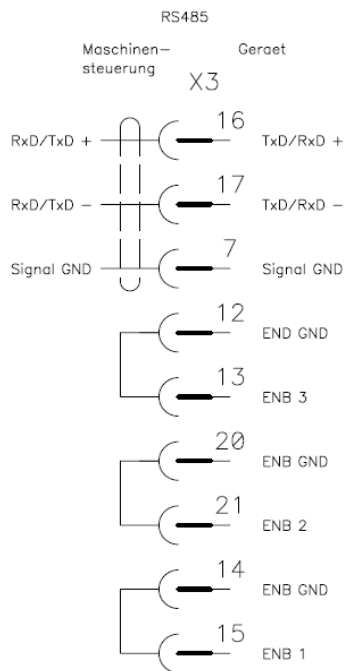 RS485
Maschinen-
steuerung
Geraet
X3
RxD/TxD + 16 TxD/RxD +
RxD/TxD - 17 TxD/RxD -
Signal GND 7 Signal GND
12 END GND
13 ENB 3
20 ENB GND
21 ENB 2
14 ENB GND
15 ENB 1